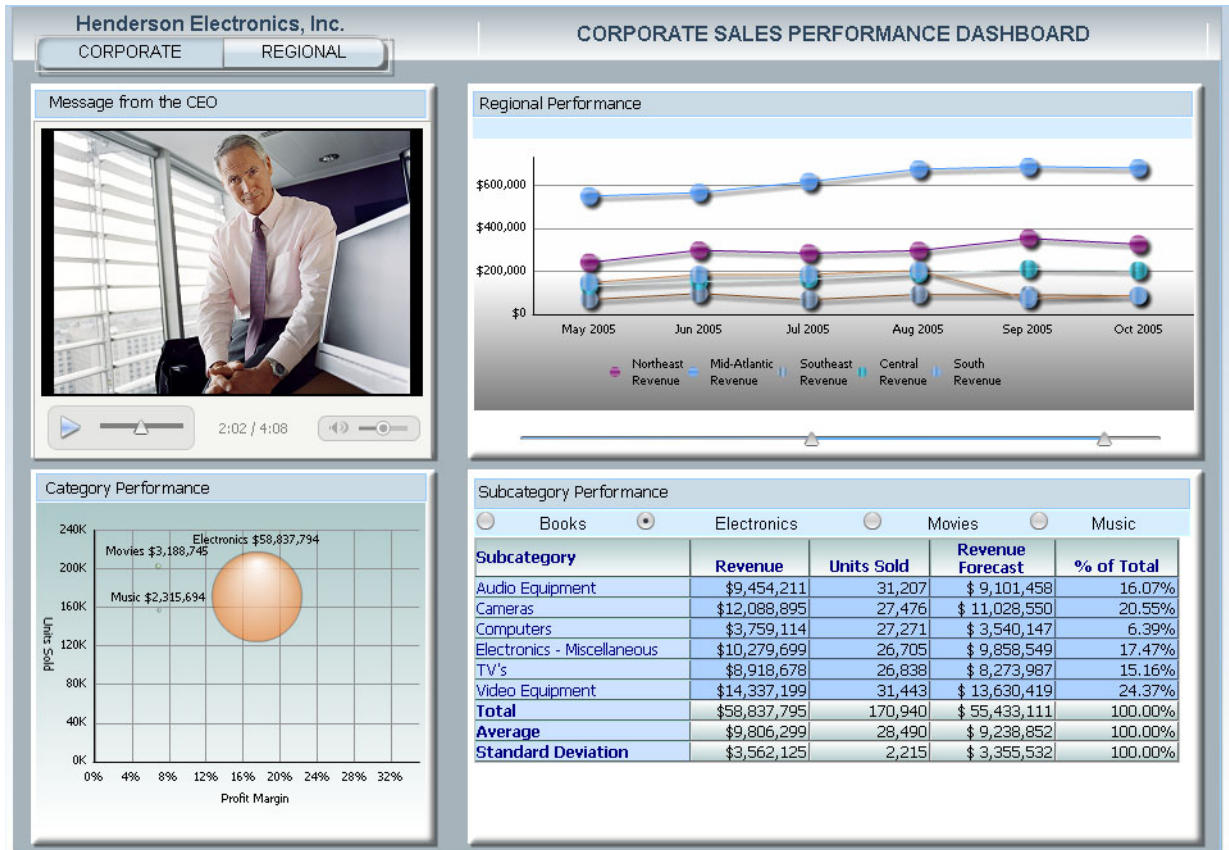 Henderson Electronics, Inc.
CORPORATE REGIONAL
CORPORATE SALES PERFORMANCE DASHBOARD
Message from the CEO
2:02 / 4:08
Regional Performance
$600,000
$400,000
$200,000
$0
May 2005 Jun 2005 Jul 2005 Aug 2005 Sep 2005 Oct 2005
Northeast Revenue
Mid-Atlantic Revenue
Southeast Revenue
Central Revenue
South Revenue
Category Performance
240K
200K
160K
120K
80K
40K
0K
Units Sold
Electronics $58,837,794
Movies $3,188,745
Music $2,315,694
0% 4% 8% 12% 16% 20% 24% 28% 32%
Profit Margin
Subcategory Performance
Books Electronics Movies Music
Subcategory Revenue Units Sold Revenue Forecast % of Total
Audio Equipment $9,454,211 31,207 $ 9,101,458 16.07%
Cameras $12,088,895 27,476 $ 11,028,550 20.55%
Computers $3,759,114 27,271 $ 3,540,147 6.39%
Electronics - Miscellaneous $10,279,699 26,705 $ 9,858,549 17.47%
TV's $8,918,678 26,838 $ 8,273,987 15.16%
Video Equipment $14,337,199 31,443 $ 13,630,419 24.37%
Total $58,837,795 170,940 $ 55,433,111 100.00%
Average $9,806,299 28,490 $ 9,238,852 100.00%
Standard Deviation $3,562,125 2,215 $ 3,355,532 100.00%